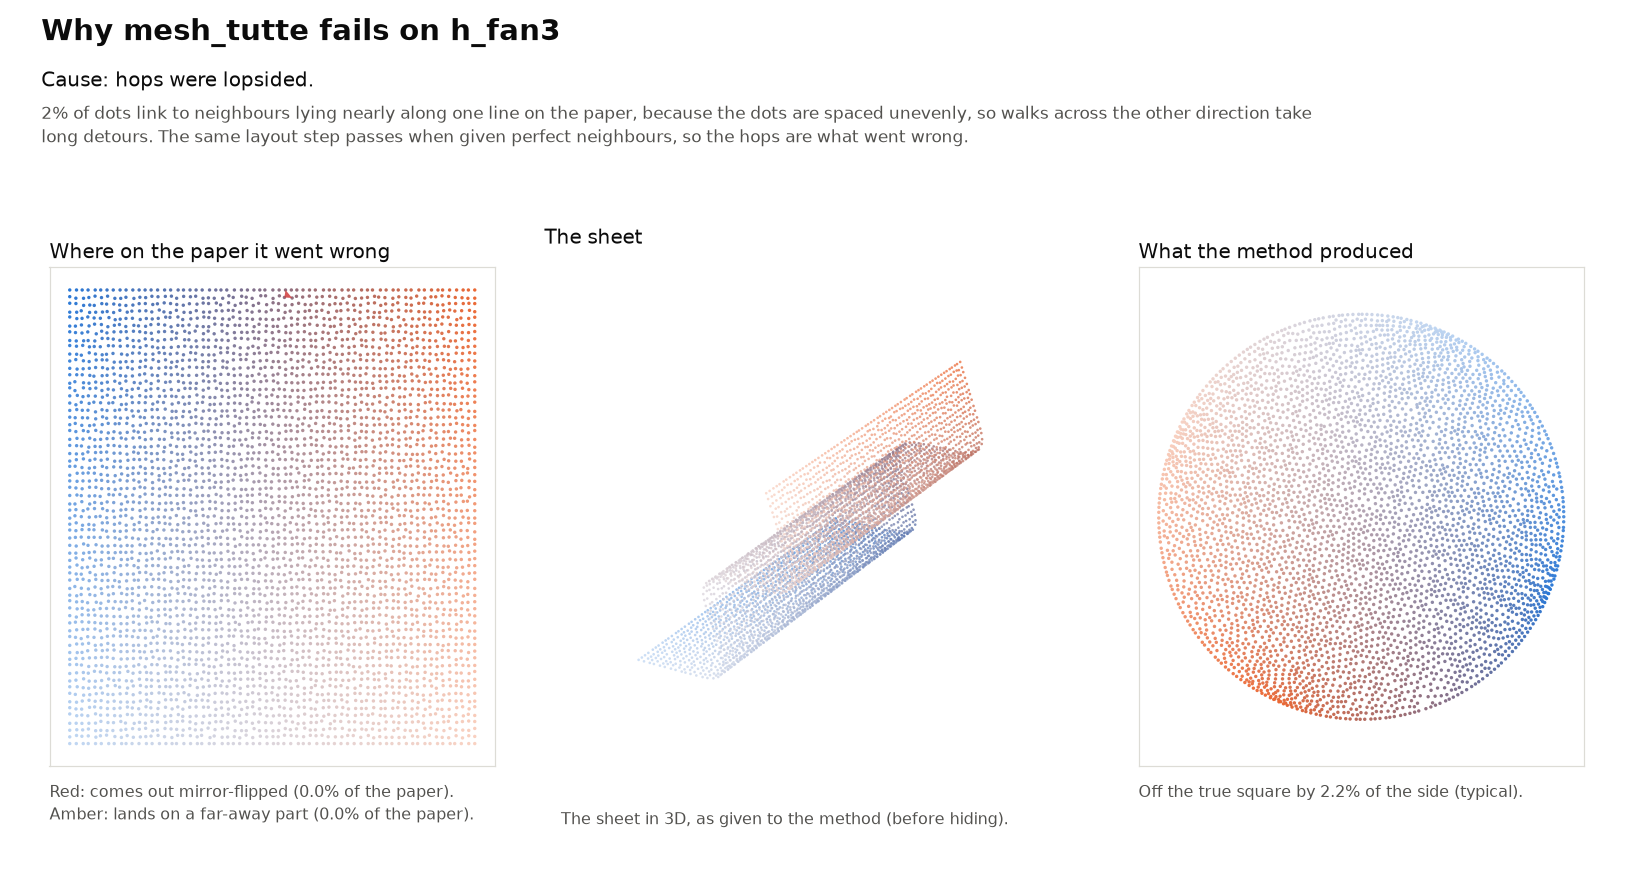 Why mesh_tutte fails on h_fan3
Cause: hops were lopsided.
2% of dots link to neighbours lying nearly along one line on the paper, because the dots are spaced unevenly, so walks across the other direction take
long detours. The same layout step passes when given perfect neighbours, so the hops are what went wrong.
Where on the paper it went wrong
The sheet
What the method produced
Red: comes out mirror-flipped (0.0% of the paper).
Amber: lands on a far-away part (0.0% of the paper).
The sheet in 3D, as given to the method (before hiding).
Off the true square by 2.2% of the side (typical).